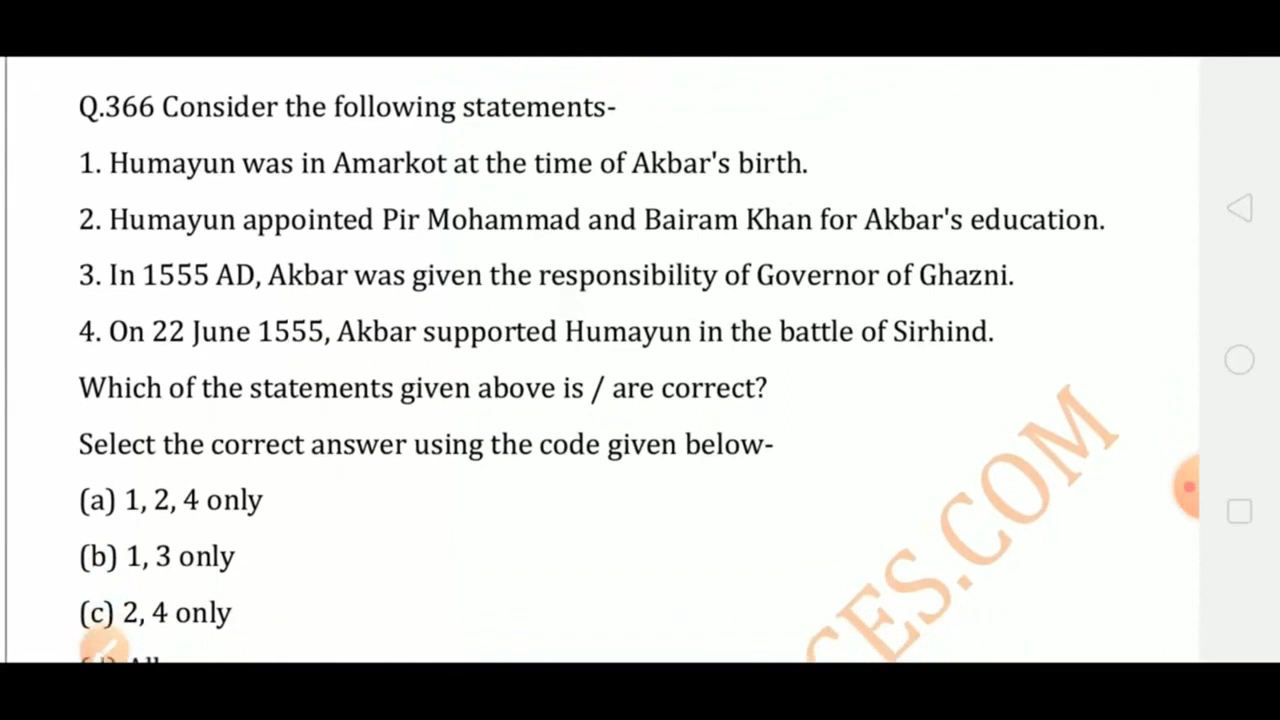 Q.366 Consider the following statements-
1. Humayun was in Amarkot at the time of Akbar's birth.
2. Humayun appointed Pir Mohammad and Bairam Khan for Akbar's education.
3. In 1555 AD, Akbar was given the responsibility of Governor of Ghazni.
4. On 22 June 1555, Akbar supported Humayun in the battle of Sirhind.
Which of the statements given above is / are correct?
Select the correct answer using the code given below-
(a) 1, 2, 4 only
(b) 1, 3 only
(c) 2, 4 only
CES.COM